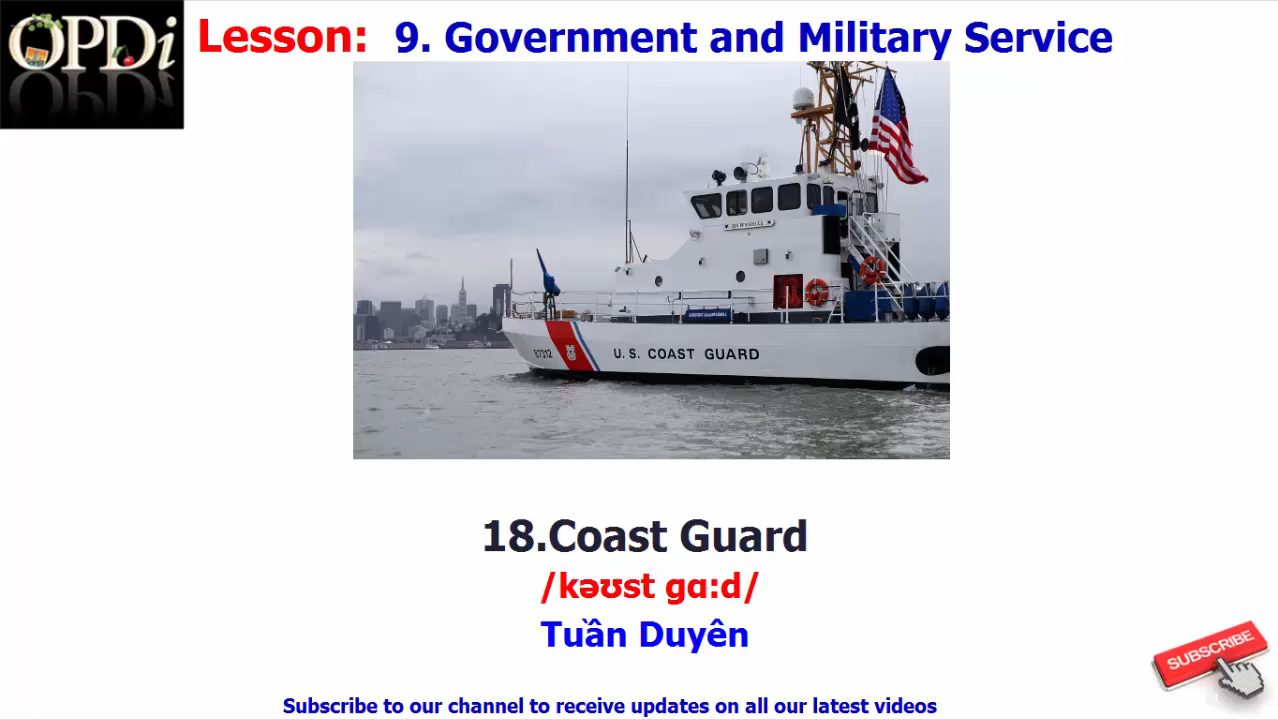 OPDi
Lesson: 9. Government and Military Service
87312
U.S. COAST GUARD
18.Coast Guard
/kəʊst gɑːd/
Tuần Duyên
SUBSCRIBE
Subscribe to our channel to receive updates on all our latest videos